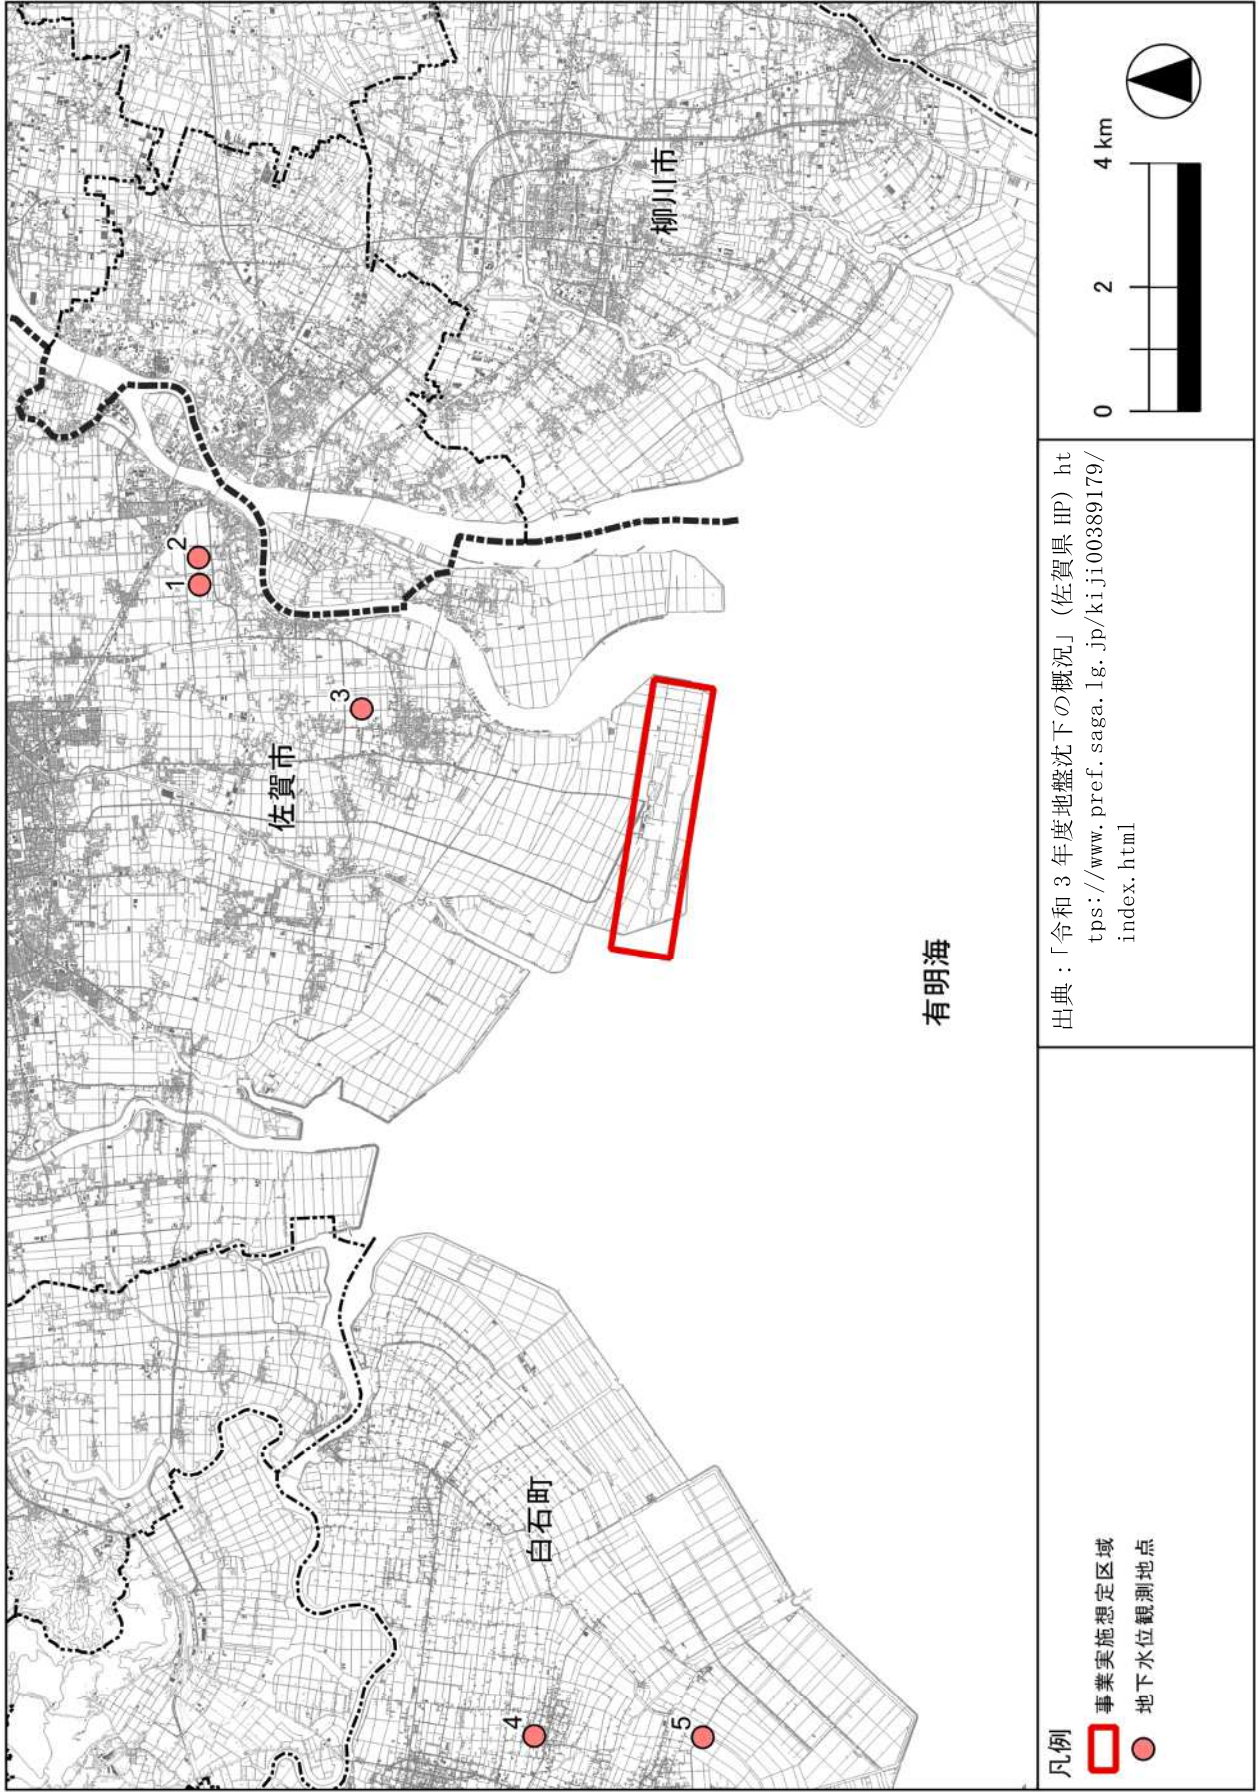 1
2
3
佐賀市
柳川市
白石町
4
5
有明海
凡例
事業実施想定区域
地下水位観測地点
出典：「令和 3 年度地盤沈下の概況」（佐賀県 HP）ht
tps://www.pref.saga.lg.jp/kiji00389179/
index.html
0
2
4 km